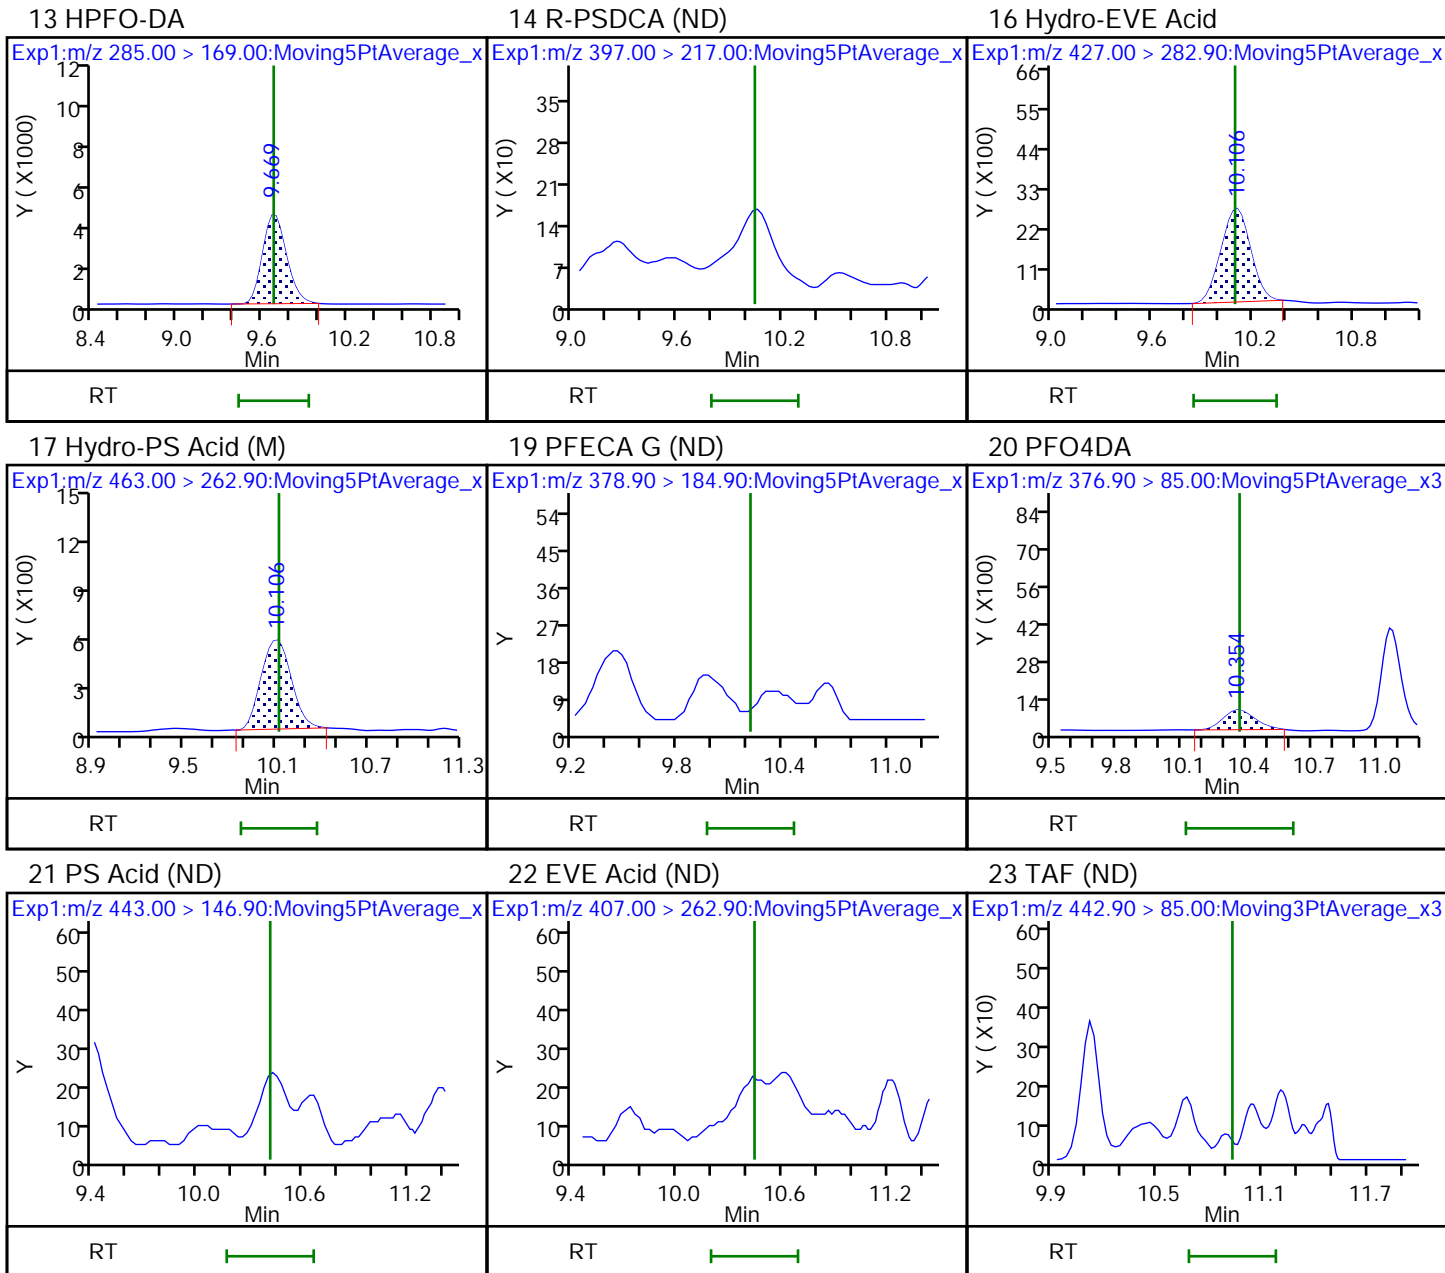 13 HPFO-DA
Exp1:m/z 285.00 > 169.00:Moving5PtAverage_x
Y ( X1000)
12
10
8
6
4
2
0
9.669
8.4 9.0 9.6 10.2 10.8
Min
RT
14 R-PSDCA (ND)
Exp1:m/z 397.00 > 217.00:Moving5PtAverage_x
Y ( X10)
35
28
21
14
7
0
9.0 9.6 10.2 10.8
Min
RT
16 Hydro-EVE Acid
Exp1:m/z 427.00 > 282.90:Moving5PtAverage_x
Y ( X100)
66
55
44
33
22
11
0
10.106
9.0 9.6 10.2 10.8
Min
RT
17 Hydro-PS Acid (M)
Exp1:m/z 463.00 > 262.90:Moving5PtAverage_x
Y ( X100)
15
12
9
6
3
0
10.106
8.9 9.5 10.1 10.7 11.3
Min
RT
19 PFECA G (ND)
Exp1:m/z 378.90 > 184.90:Moving5PtAverage_x
Y
54
45
36
27
18
9
0
9.2 9.8 10.4 11.0
Min
RT
20 PFO4DA
Exp1:m/z 376.90 > 85.00:Moving5PtAverage_x3
Y ( X100)
84
70
56
42
28
14
0
10.354
9.5 9.8 10.1 10.4 10.7 11.0
Min
RT
21 PS Acid (ND)
Exp1:m/z 443.00 > 146.90:Moving5PtAverage_x
Y
60
50
40
30
20
10
0
9.4 10.0 10.6 11.2
Min
RT
22 EVE Acid (ND)
Exp1:m/z 407.00 > 262.90:Moving5PtAverage_x
Y
60
50
40
30
20
10
0
9.4 10.0 10.6 11.2
Min
RT
23 TAF (ND)
Exp1:m/z 442.90 > 85.00:Moving3PtAverage_x3
Y ( X10)
60
50
40
30
20
10
0
9.9 10.5 11.1 11.7
Min
RT